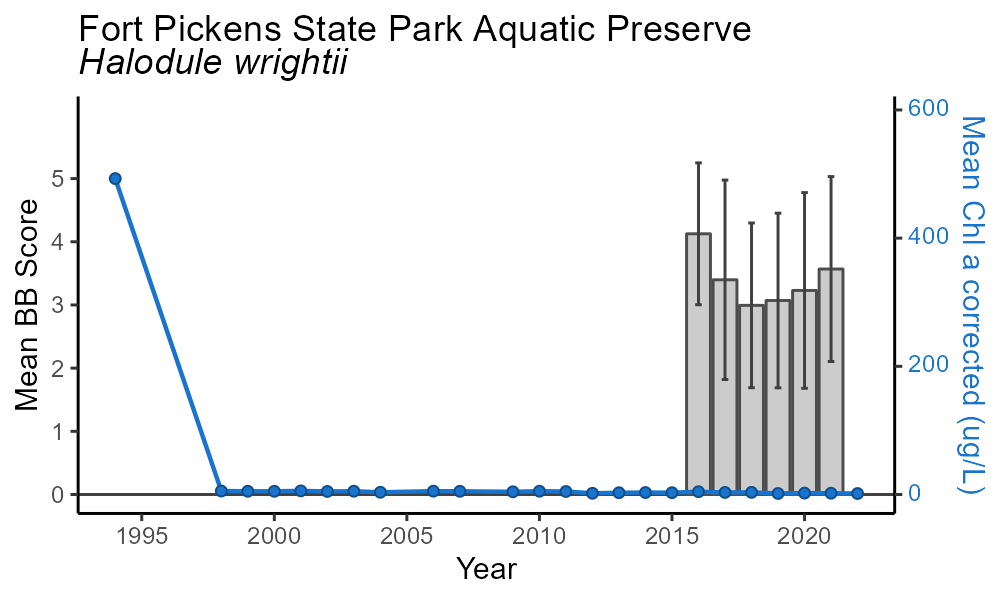 Fort Pickens State Park Aquatic Preserve
Halodule wrightii
Mean BB Score
5
4
3
2
1
0
600
400
200
0
Mean Chl a corrected (ug/L)
1995 2000 2005 2010 2015 2020
Year